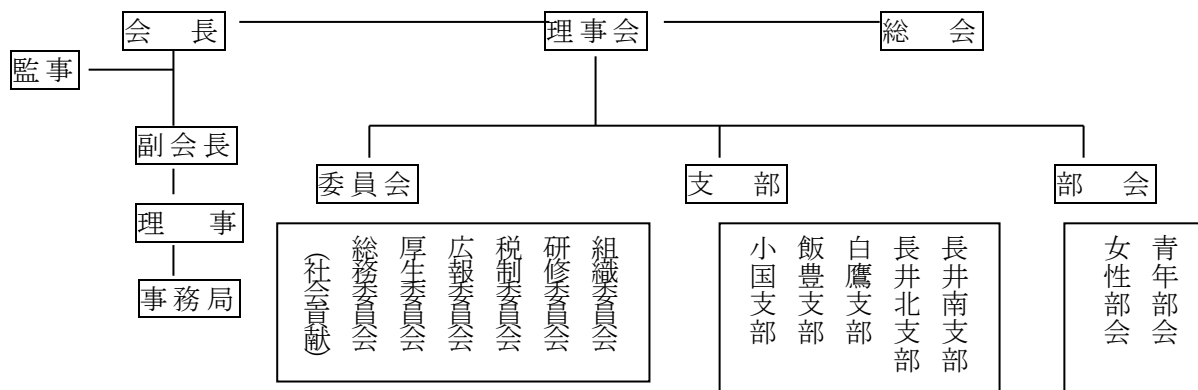 会長
理事会
総会
監事
副会長
委員会
支部
部会
理事
事務局
組織委員会
研修委員会
税制委員会
広報委員会
厚生委員会
総務委員会
(社会貢献)
長井南支部
長井北支部
白鷹支部
飯豊支部
小国支部
青年部会
女性部会